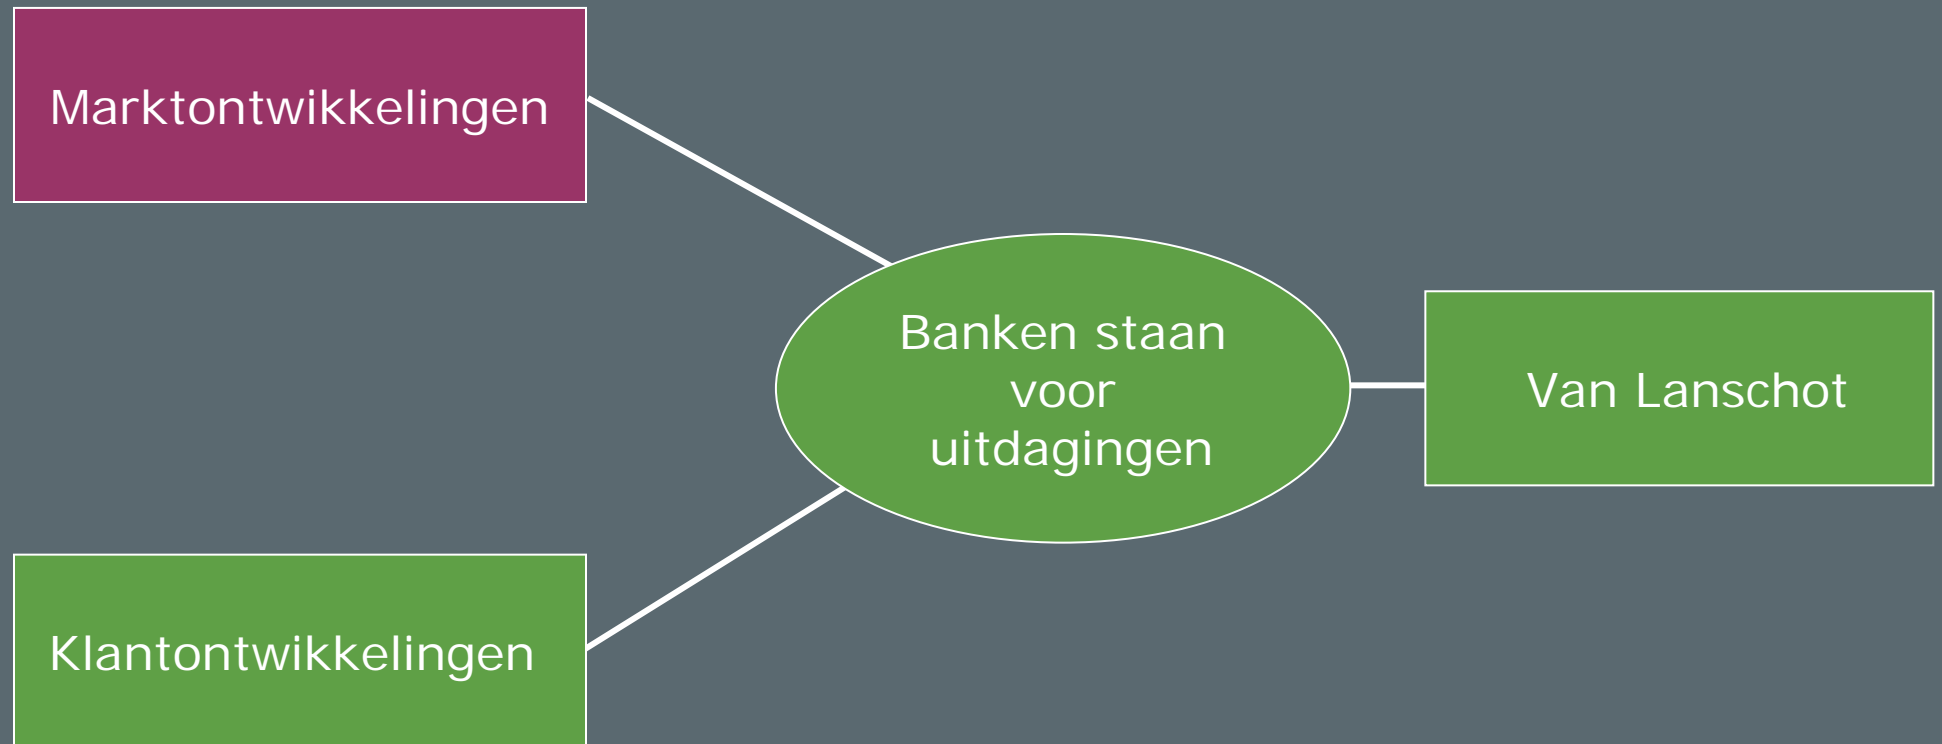 Marktontwikkelingen
Banken staan
voor
uitdagingen
Van Lanschot
Klantontwikkelingen